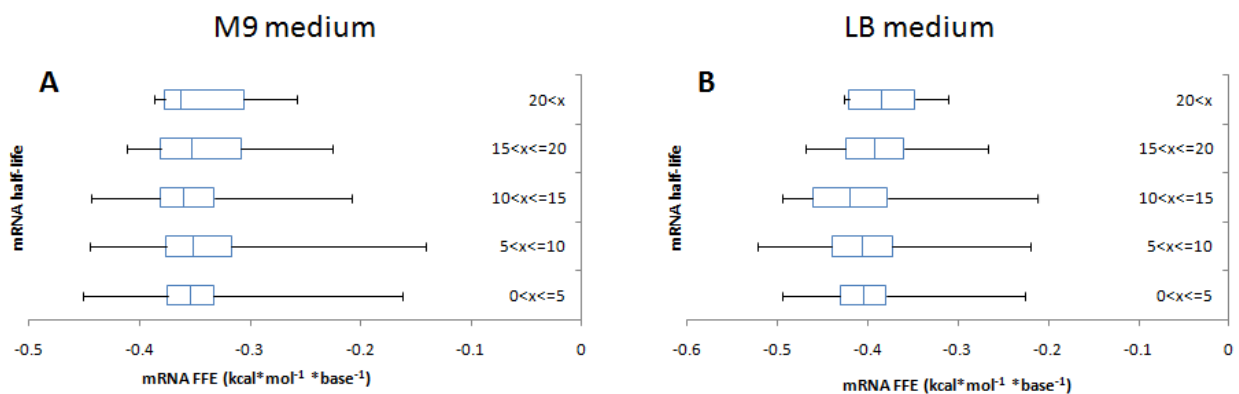 M9 medium
A
mRNA half-life
20<x
15<x<=20
10<x<=15
5<x<=10
0<x<=5
-0.5 -0.4 -0.3 -0.2 -0.1 0
mRNA FFE (kcal*mol⁻¹ *base⁻¹)
LB medium
B
mRNA half-life
20<x
15<x<=20
10<x<=15
5<x<=10
0<x<=5
-0.6 -0.5 -0.4 -0.3 -0.2 -0.1 0
mRNA FFE (kcal*mol⁻¹ *base⁻¹)